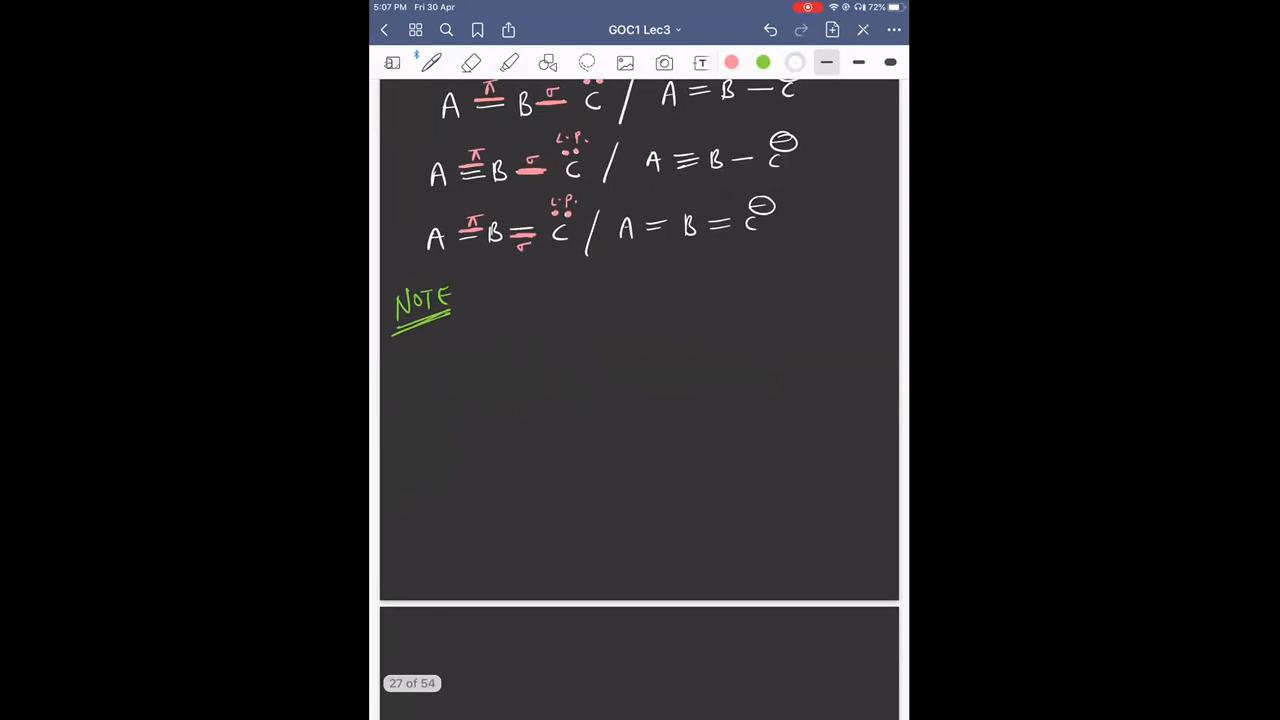 5:07 PM Fri 30 Apr 72%
GOC1 Lec3
T
π σ
A = B — C̈ / A = B — C
L.P.
π σ
A ≡ B — C̈ / A ≡ B — C⊖
L.P.
π
A = B = C̈ / A = B = C⊖
σ
NOTE
27 of 54